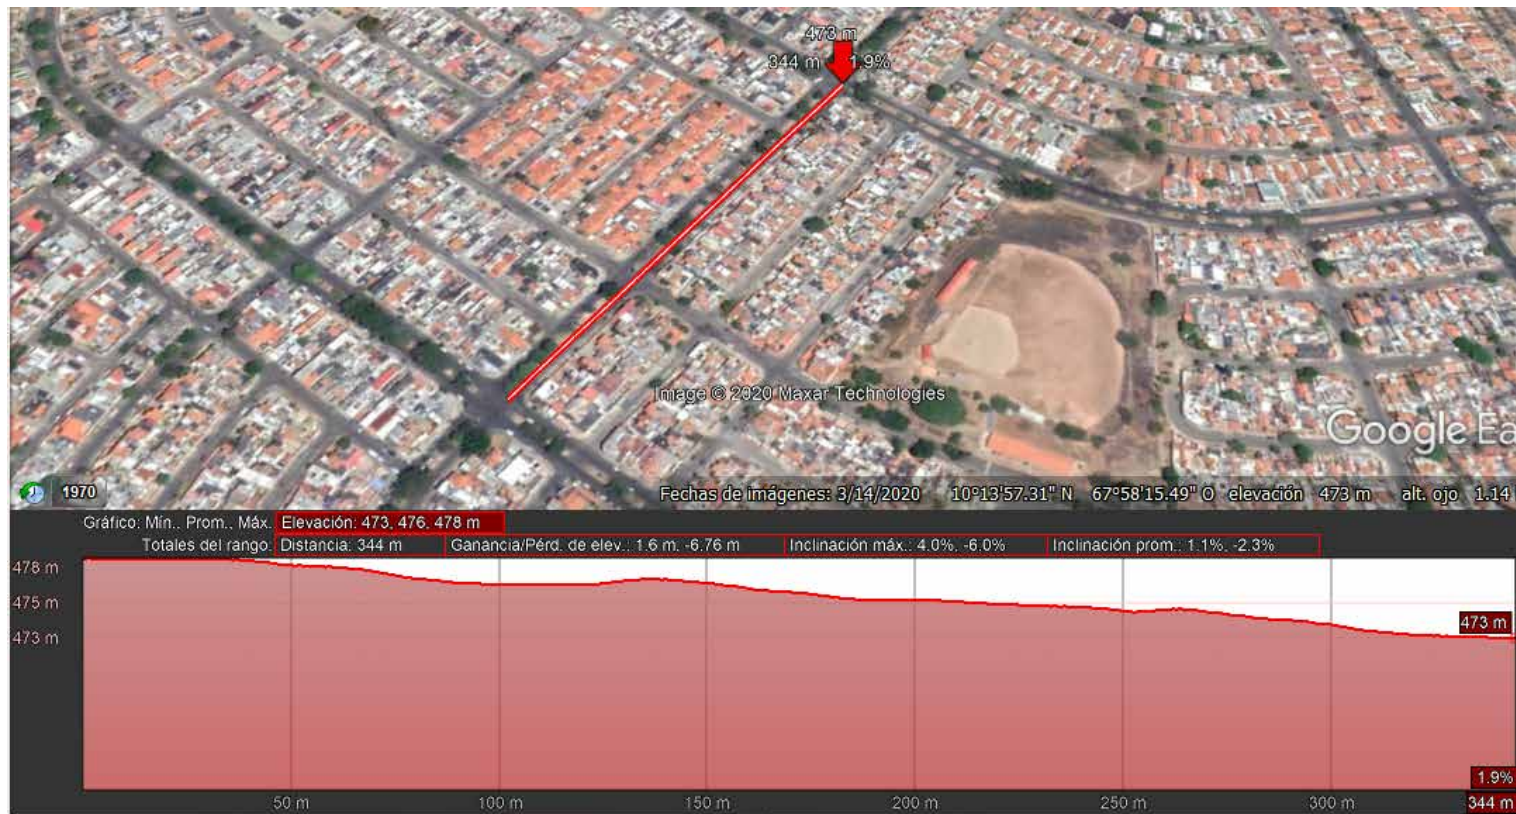 473 m
344 m 1.9%
Image © 2020 Maxar Technologies
Google Ea
1970
Fechas de imágenes: 3/14/2020 10°13'57.31" N 67°58'15.49" O elevación 473 m alt. ojo 1.14
Gráfico: Mín., Prom., Máx. Elevación: 473, 476, 478 m
Totales del rango: Distancia: 344 m Ganancia/Pérd. de elev.: 1.6 m, -6.76 m Inclinación máx.: 4.0%, -6.0% Inclinación prom.: 1.1%, -2.3%
478 m
475 m
473 m
473 m
1.9%
50 m 100 m 150 m 200 m 250 m 300 m 344 m